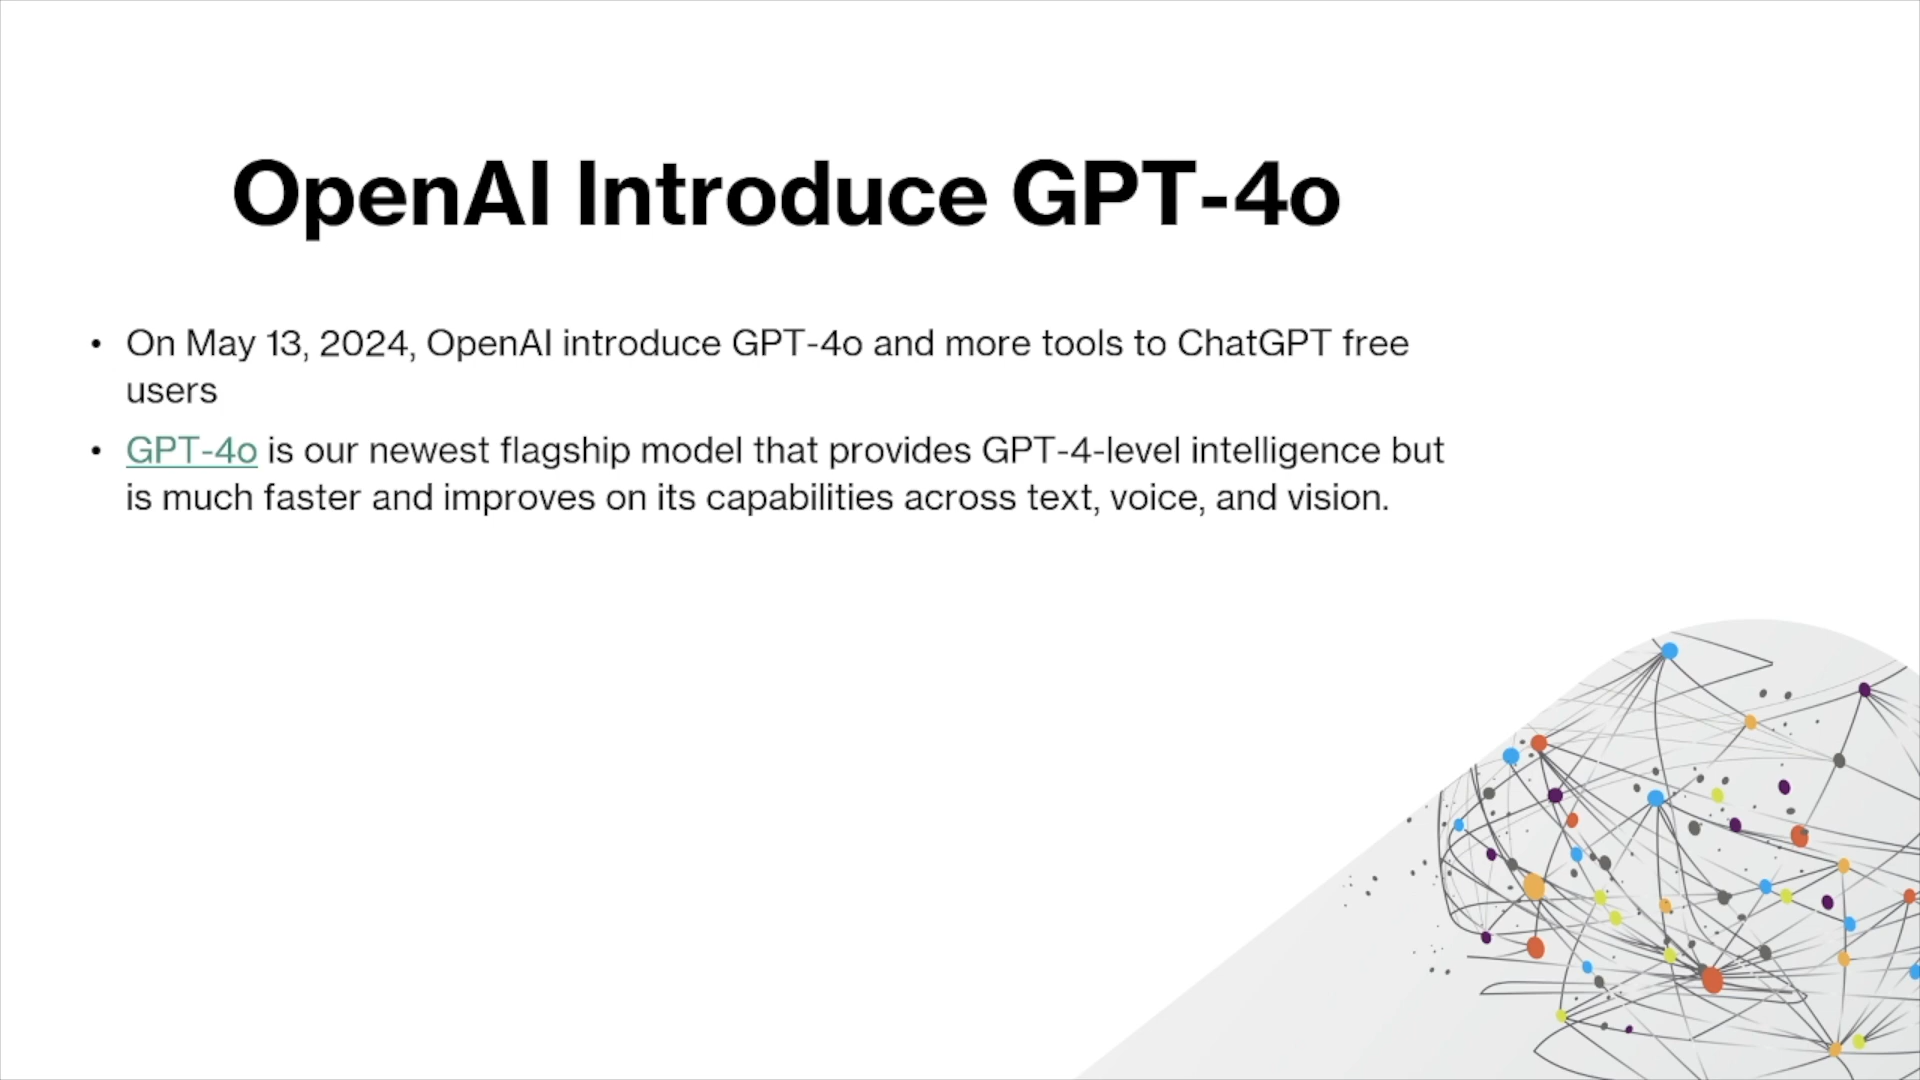 OpenAI Introduce GPT-4o
• On May 13, 2024, OpenAI introduce GPT-4o and more tools to ChatGPT free
users
• GPT-4o is our newest flagship model that provides GPT-4-level intelligence but
is much faster and improves on its capabilities across text, voice, and vision.